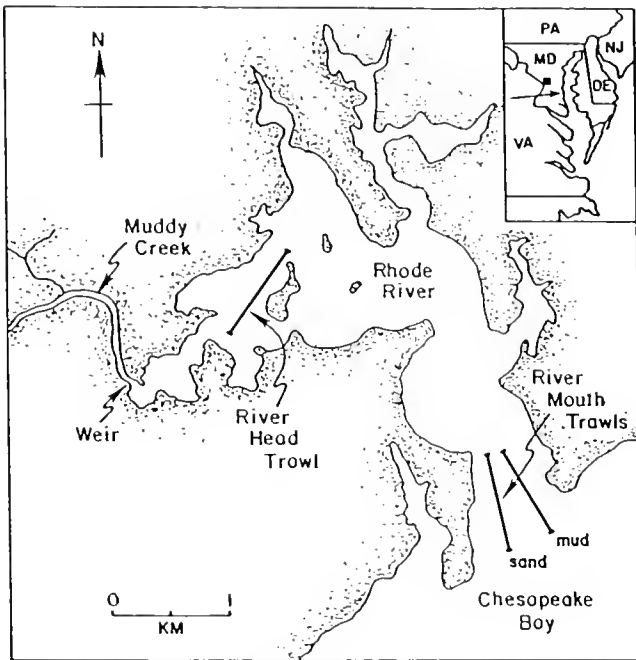 N
PA
MD
NJ
DE
VA
Muddy
Creek
Rhode
River
Weir
River
Head
Trawl
River
Mouth
Trawls
mud
sand
0 1
KM
Chesapeake
Bay